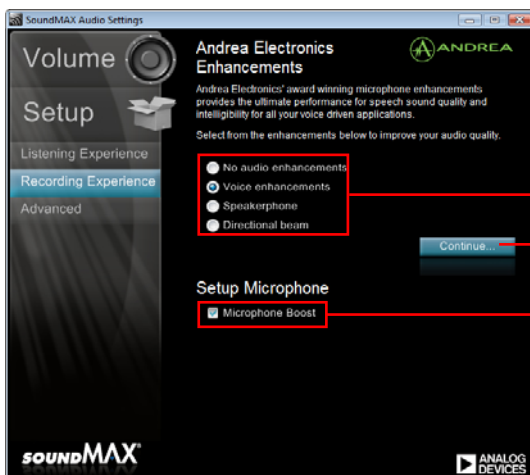 SoundMAX Audio Settings
Volume
Setup
Listening Experience
Recording Experience
Advanced
Andrea Electronics
Enhancements
ANDREA
Andrea Electronics' award winning microphone enhancements
provides the ultimate performance for speech sound quality and
intelligibility for all your voice driven applications.
Select from the enhancements below to improve your audio quality.
No audio enhancements
Voice enhancements
Speakerphone
Directional beam
Continue...
Setup Microphone
Microphone Boost
SOUNDMAX
ANALOG
DEVICES